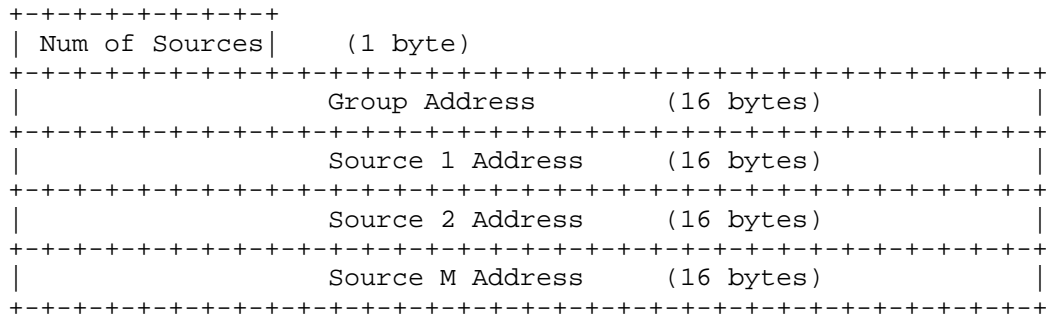 +-+-+-+-+-+-+-+-+
| Num of Sources|    (1 byte)
+-+-+-+-+-+-+-+-+-+-+-+-+-+-+-+-+-+-+-+-+-+-+-+-+-+-+-+-+-+-+-+-+
|                   Group Address        (16 bytes)             |
+-+-+-+-+-+-+-+-+-+-+-+-+-+-+-+-+-+-+-+-+-+-+-+-+-+-+-+-+-+-+-+-+
|                   Source 1 Address     (16 bytes)             |
+-+-+-+-+-+-+-+-+-+-+-+-+-+-+-+-+-+-+-+-+-+-+-+-+-+-+-+-+-+-+-+-+
|                   Source 2 Address     (16 bytes)             |
+-+-+-+-+-+-+-+-+-+-+-+-+-+-+-+-+-+-+-+-+-+-+-+-+-+-+-+-+-+-+-+-+
|                   Source M Address     (16 bytes)             |
+-+-+-+-+-+-+-+-+-+-+-+-+-+-+-+-+-+-+-+-+-+-+-+-+-+-+-+-+-+-+-+-+